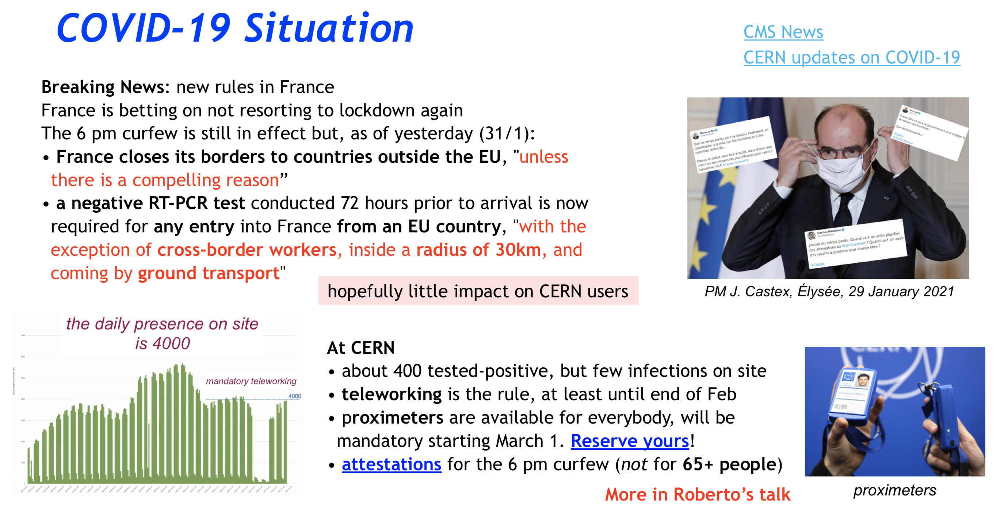 COVID-19 Situation
CMS News
CERN updates on COVID-19
Breaking News: new rules in France
France is betting on not resorting to lockdown again
The 6 pm curfew is still in effect but, as of yesterday (31/1):
• France closes its borders to countries outside the EU, "unless
there is a compelling reason”
• a negative RT-PCR test conducted 72 hours prior to arrival is now
required for any entry into France from an EU country, "with the
exception of cross-border workers, inside a radius of 30km, and
coming by ground transport"
hopefully little impact on CERN users
Marine Le Pen
Que de temps perdu pour se décider finalement, en
catastrophe, à la maîtrise des frontières et à des
contrôles renforcés...
Depuis le début, sans être écoutés, nous disons que
c'est l'un des moyens les plus efficaces pour ralentir
l'épidémie. MLP #Castex #Covid19
Eric Ciotti
Il aura fallu un an à ce gouvernement pour engager la
fermeture des frontières !
Que de temps perdu !
#Castex
#COVID19france
Jean-Luc Mélenchon
@JLMelenchon
Encore du temps perdu. Quand va-t-on enfin planifier
des alternatives au #confinement ? Quand va-t-on avoir
des vaccins à produire sous licence libre ?
#Castex
PM J. Castex, Élysée, 29 January 2021
the daily presence on site
is 4000
mandatory teleworking
4000
At CERN
• about 400 tested-positive, but few infections on site
• teleworking is the rule, at least until end of Feb
• proximeters are available for everybody, will be
mandatory starting March 1. Reserve yours!
• attestations for the 6 pm curfew (not for 65+ people)
More in Roberto’s talk
CERN
proximeters